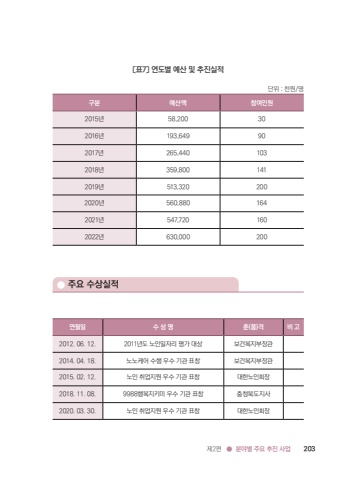 [표7] 연도별 예산 및 추진실적
단위 : 천원/명
구분 예산액 참여인원
2015년 58,200 30
2016년 193,649 90
2017년 265,440 103
2018년 359,800 141
2019년 513,320 200
2020년 560,880 164
2021년 547,720 160
2022년 630,000 200
주요 수상실적
연월일 수 상 명 훈(품)격 비 고
2012. 06. 12. 2011년도 노인일자리 평가 대상 보건복지부장관
2014. 04. 18. 노노케어 수행 우수 기관 표창 보건복지부장관
2015. 02. 12. 노인 취업지원 우수 기관 표창 대한노인회장
2018. 11. 08. 9988행복지키미 우수 기관 표창 충청북도지사
2020. 03. 30. 노인 취업지원 우수 기관 표창 대한노인회장
제2편 ● 분야별 주요 추진 사업 203